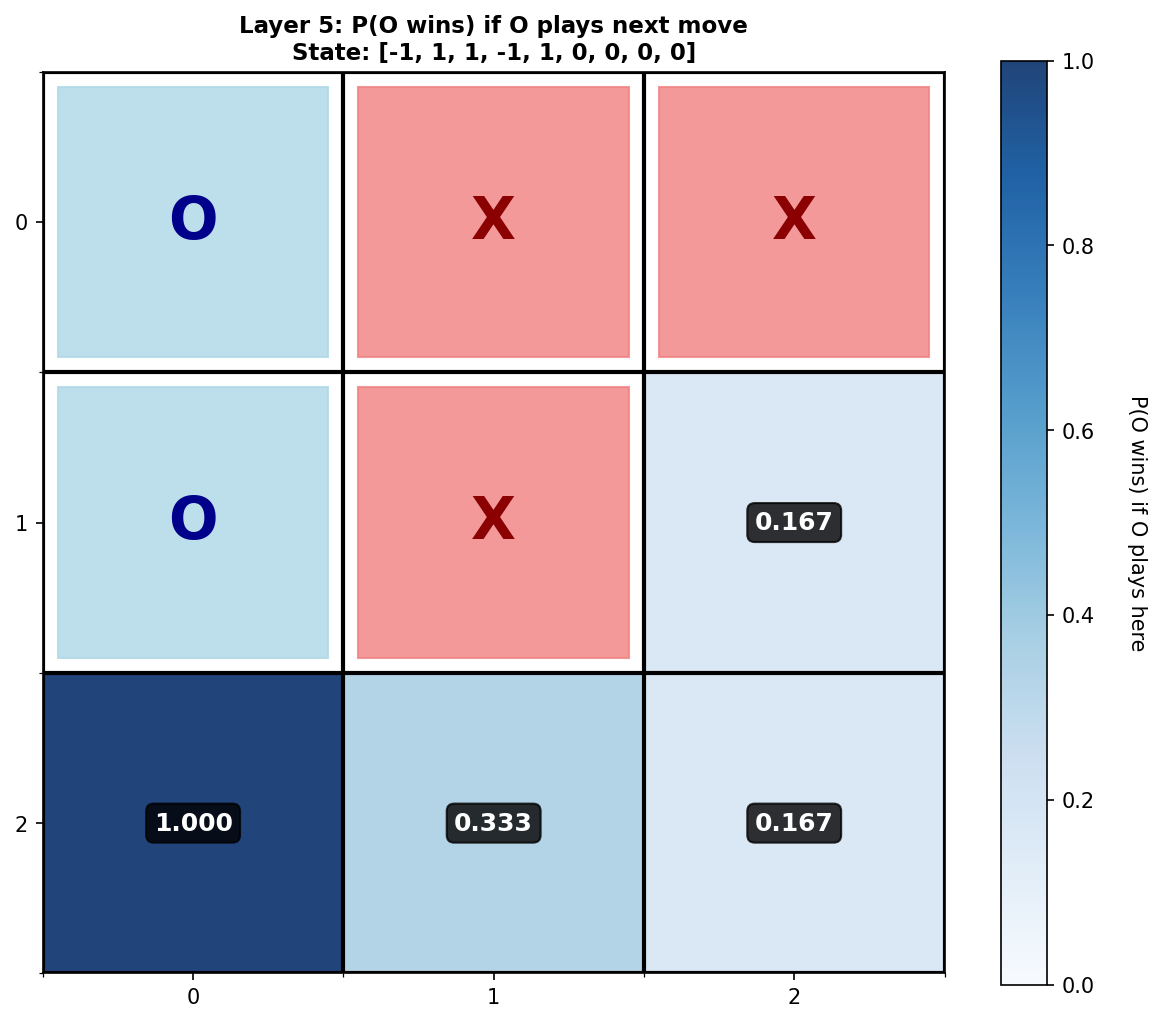 Layer 5: P(O wins) if O plays next move
State: [-1, 1, 1, -1, 1, 0, 0, 0, 0]
0
O
X
X
1
O
X
0.167
2
1.000
0.333
0.167
0
1
2
1.0
0.8
0.6
0.4
0.2
0.0
P(O wins) if O plays here